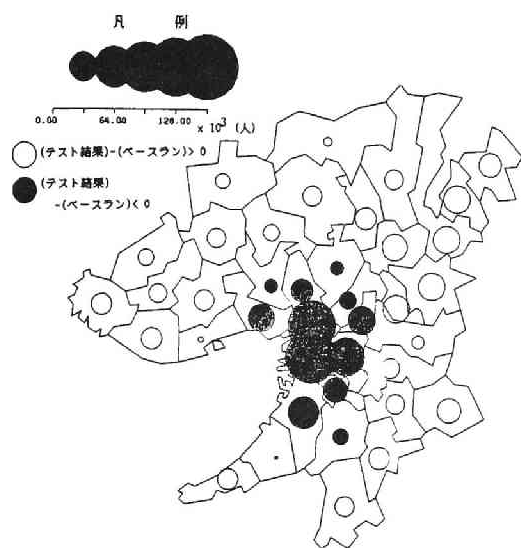 凡 例
0.00 64.00 128.00
× 10³ (人)
(テスト結果)-(ベースラン)> 0
(テスト結果)
-(ベースラン)< 0